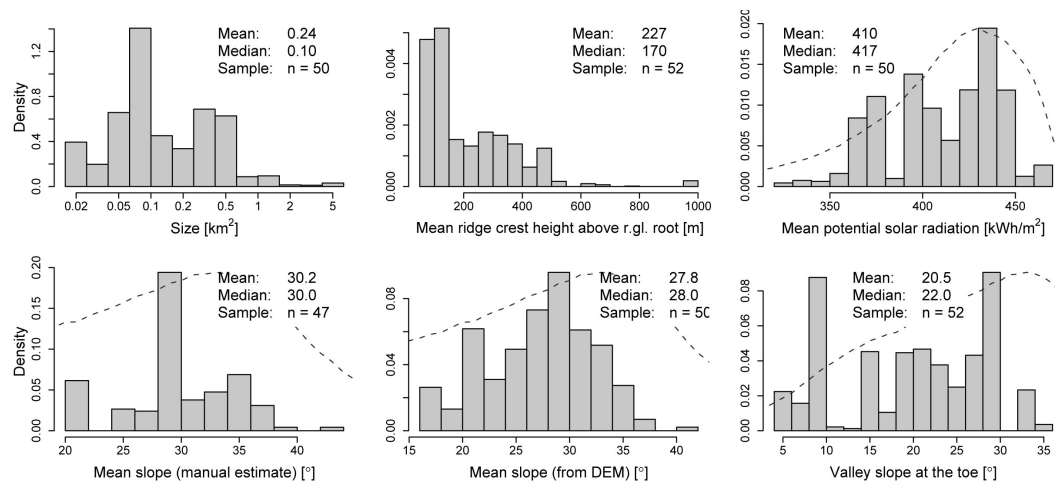 Mean: 0.24
Median: 0.10
Sample: n = 50
Density
0.0 0.4 0.8 1.2
0.02 0.05 0.1 0.2 0.5 1 2 5
Size [km²]
Mean: 227
Median: 170
Sample: n = 52
0.000 0.002 0.004
200 400 600 800 1000
Mean ridge crest height above r.gl. root [m]
Mean: 410
Median: 417
Sample: n = 50
0.000 0.005 0.010 0.015 0.020
350 400 450
Mean potential solar radiation [kWh/m²]
Mean: 30.2
Median: 30.0
Sample: n = 47
Density
0.00 0.05 0.10 0.15 0.20
20 25 30 35 40
Mean slope (manual estimate) [°]
Mean: 27.8
Median: 28.0
Sample: n = 50
0.00 0.04 0.08
15 20 25 30 35 40
Mean slope (from DEM) [°]
Mean: 20.5
Median: 22.0
Sample: n = 52
0.00 0.02 0.04 0.06 0.08
5 10 15 20 25 30 35
Valley slope at the toe [°]